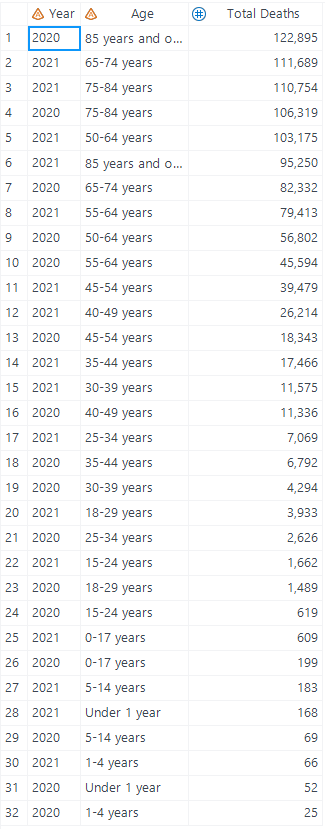 Year Age Total Deaths
1 2020 85 years and o... 122,895
2 2021 65-74 years 111,689
3 2021 75-84 years 110,754
4 2020 75-84 years 106,319
5 2021 50-64 years 103,175
6 2021 85 years and o... 95,250
7 2020 65-74 years 82,332
8 2021 55-64 years 79,413
9 2020 50-64 years 56,802
10 2020 55-64 years 45,594
11 2021 45-54 years 39,479
12 2021 40-49 years 26,214
13 2020 45-54 years 18,343
14 2021 35-44 years 17,466
15 2021 30-39 years 11,575
16 2020 40-49 years 11,336
17 2021 25-34 years 7,069
18 2020 35-44 years 6,792
19 2020 30-39 years 4,294
20 2021 18-29 years 3,933
21 2020 25-34 years 2,626
22 2021 15-24 years 1,662
23 2020 18-29 years 1,489
24 2020 15-24 years 619
25 2021 0-17 years 609
26 2020 0-17 years 199
27 2021 5-14 years 183
28 2021 Under 1 year 168
29 2020 5-14 years 69
30 2021 1-4 years 66
31 2020 Under 1 year 52
32 2020 1-4 years 25